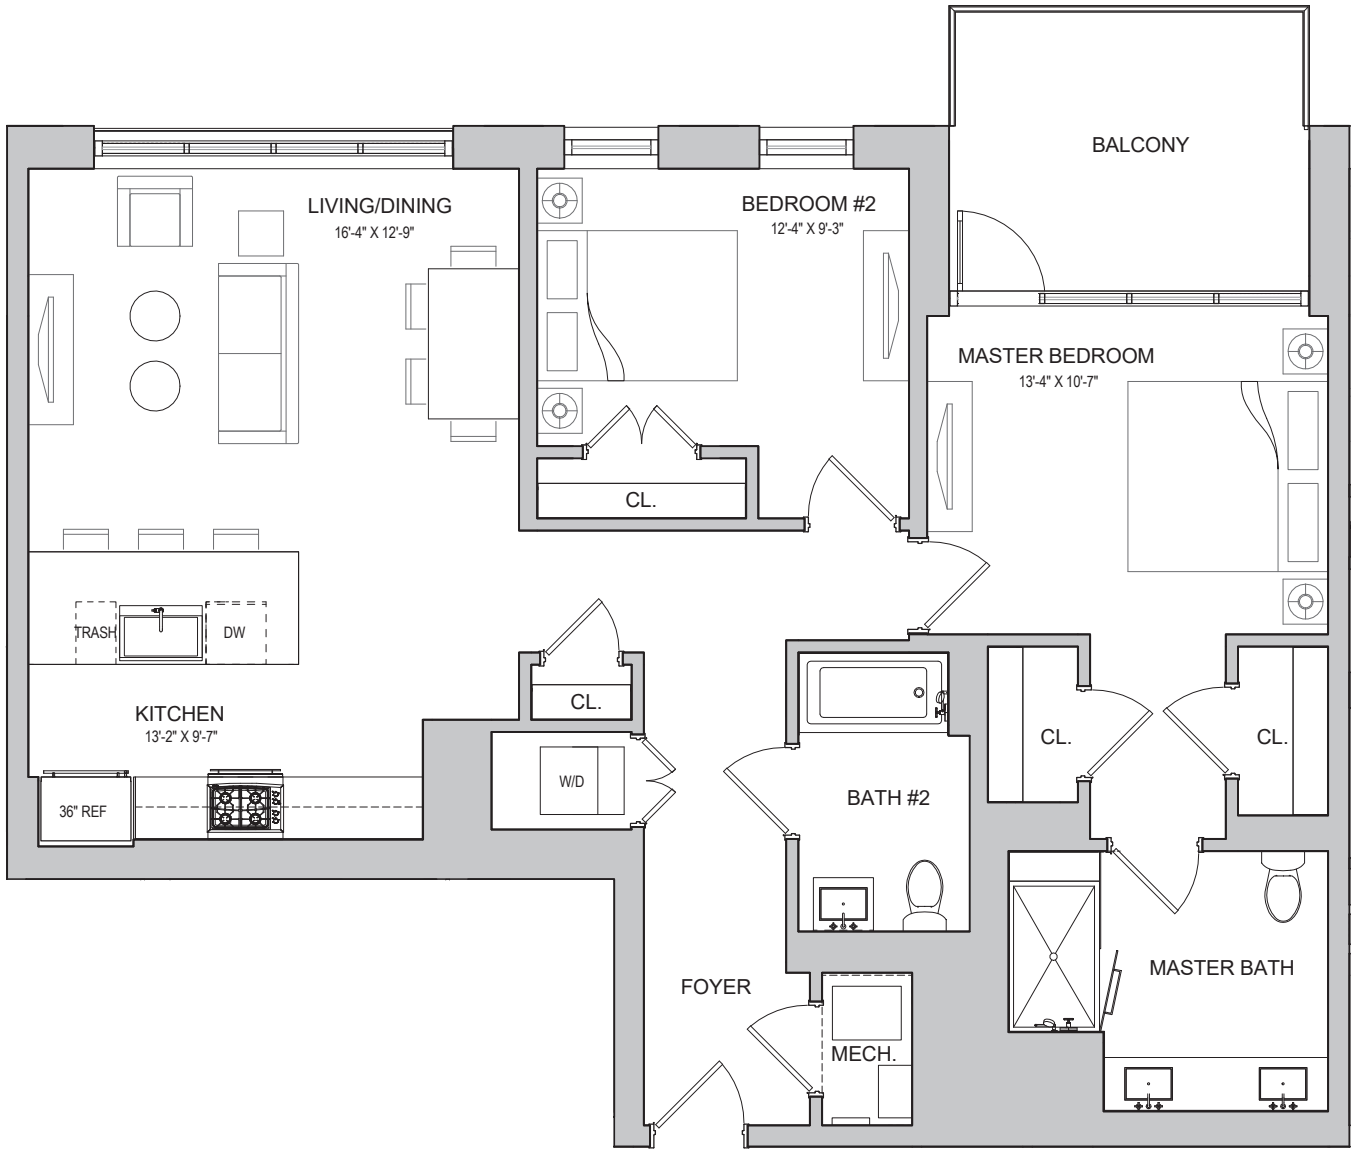 BALCONY
LIVING/DINING
16'-4" X 12'-9"
BEDROOM #2
12'-4" X 9'-3"
MASTER BEDROOM
13'-4" X 10'-7"
CL.
TRASH
DW
CL.
KITCHEN
13'-2" X 9'-7"
36" REF
W/D
BATH #2
CL.
CL.
FOYER
MECH.
MASTER BATH